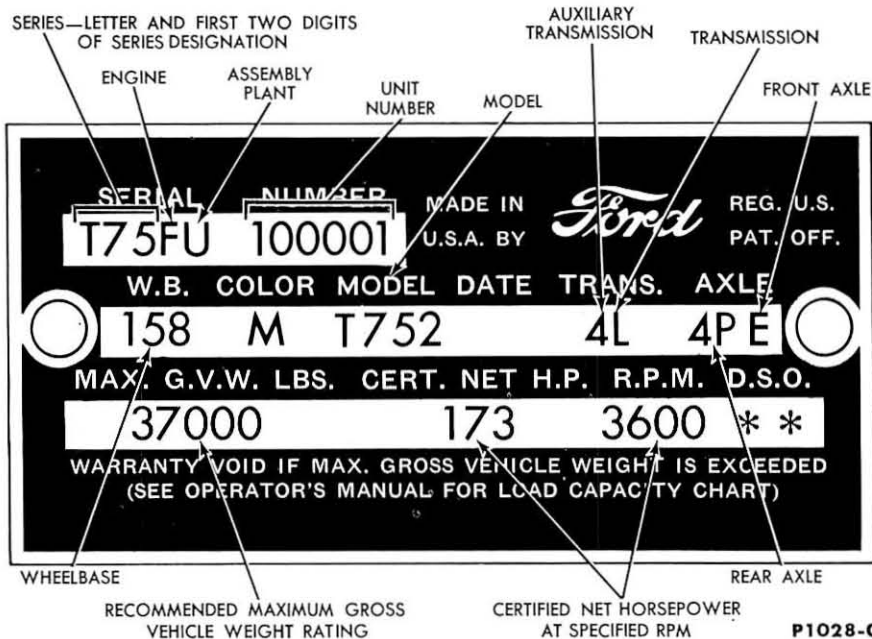 SERIES—LETTER AND FIRST TWO DIGITS
OF SERIES DESIGNATION
AUXILIARY
TRANSMISSION
TRANSMISSION
ENGINE
ASSEMBLY
PLANT
UNIT
NUMBER
MODEL
FRONT AXLE
SERIAL NUMBER
MADE IN
U.S.A. BY
Ford
REG. U.S.
PAT. OFF.
T75FU 100001
W.B. COLOR MODEL DATE TRANS. AXLE
158 M T752 4L 4P E
MAX. G.V.W. LBS. CERT. NET H.P. R.P.M. D.S.O.
37000 173 3600 * *
WARRANTY VOID IF MAX. GROSS VEHICLE WEIGHT IS EXCEEDED
(SEE OPERATOR'S MANUAL FOR LOAD CAPACITY CHART)
WHEELBASE
REAR AXLE
RECOMMENDED MAXIMUM GROSS
VEHICLE WEIGHT RATING
CERTIFIED NET HORSEPOWER
AT SPECIFIED RPM